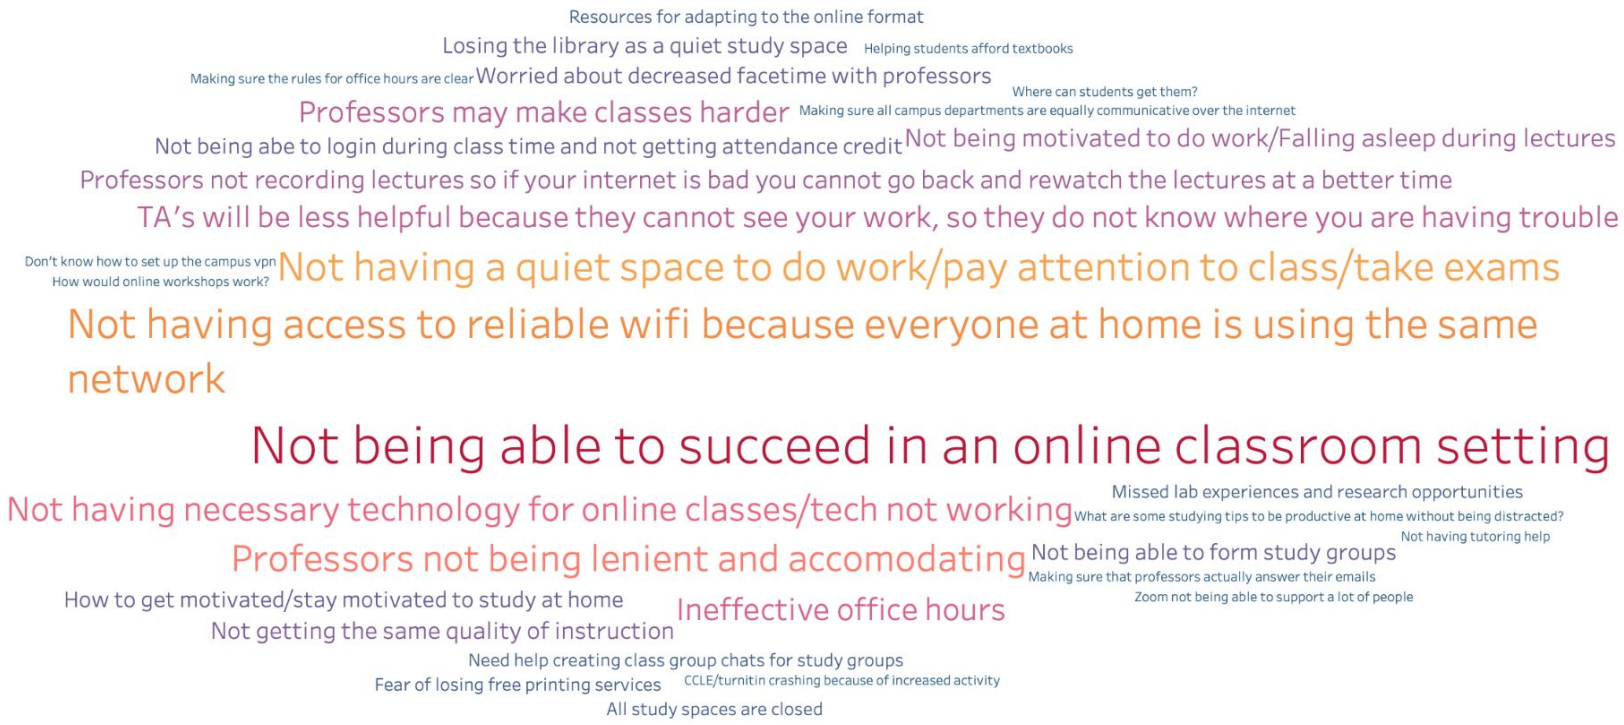 Resources for adapting to the online format
Losing the library as a quiet study space
Helping students afford textbooks
Making sure the rules for office hours are clear
Worried about decreased facetime with professors
Where can students get them?
Professors may make classes harder
Making sure all campus departments are equally communicative over the internet
Not being abe to login during class time and not getting attendance credit
Not being motivated to do work/Falling asleep during lectures
Professors not recording lectures so if your internet is bad you cannot go back and rewatch the lectures at a better time
TA's will be less helpful because they cannot see your work, so they do not know where you are having trouble
Don't know how to set up the campus vpn
How would online workshops work?
Not having a quiet space to do work/pay attention to class/take exams
Not having access to reliable wifi because everyone at home is using the same
network
Not being able to succeed in an online classroom setting
Not having necessary technology for online classes/tech not working
Missed lab experiences and research opportunities
What are some studying tips to be productive at home without being distracted?
Not having tutoring help
Professors not being lenient and accomodating
Not being able to form study groups
Making sure that professors actually answer their emails
Zoom not being able to support a lot of people
How to get motivated/stay motivated to study at home
Ineffective office hours
Not getting the same quality of instruction
Need help creating class group chats for study groups
Fear of losing free printing services
CCLE/turnitin crashing because of increased activity
All study spaces are closed